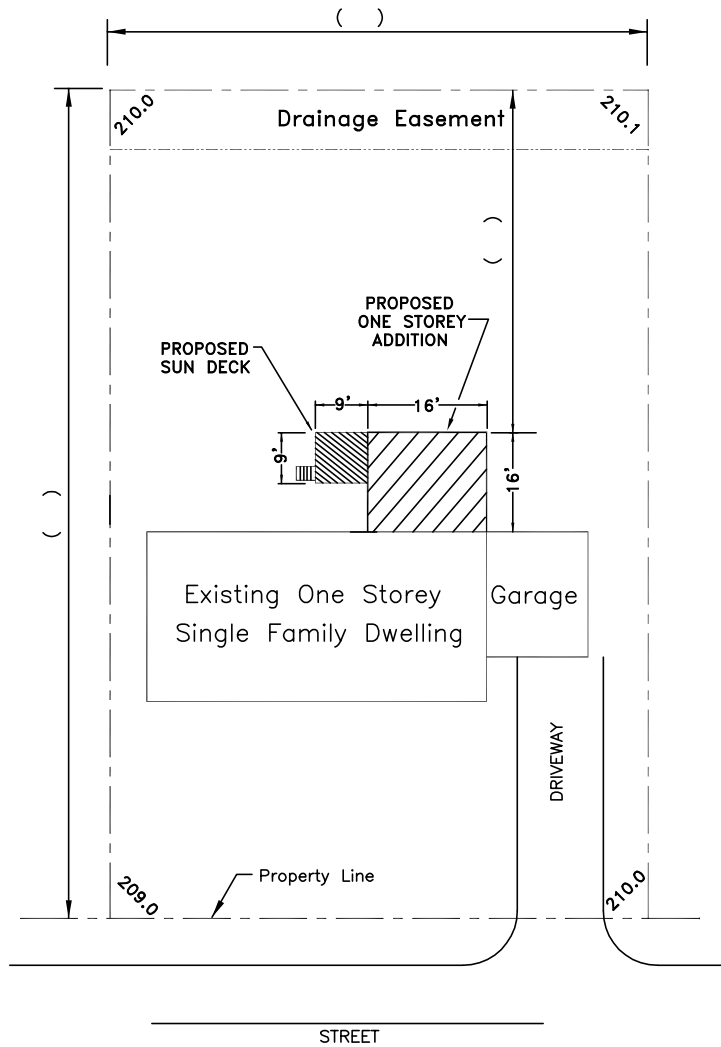 (    )
210.0
210.1
Drainage Easement
(    )
PROPOSED
ONE STOREY
ADDITION
PROPOSED
SUN DECK
9'
16'
9'
16'
(    )
Existing One Storey
Single Family Dwelling
Garage
DRIVEWAY
209.0
Property Line
210.0
STREET